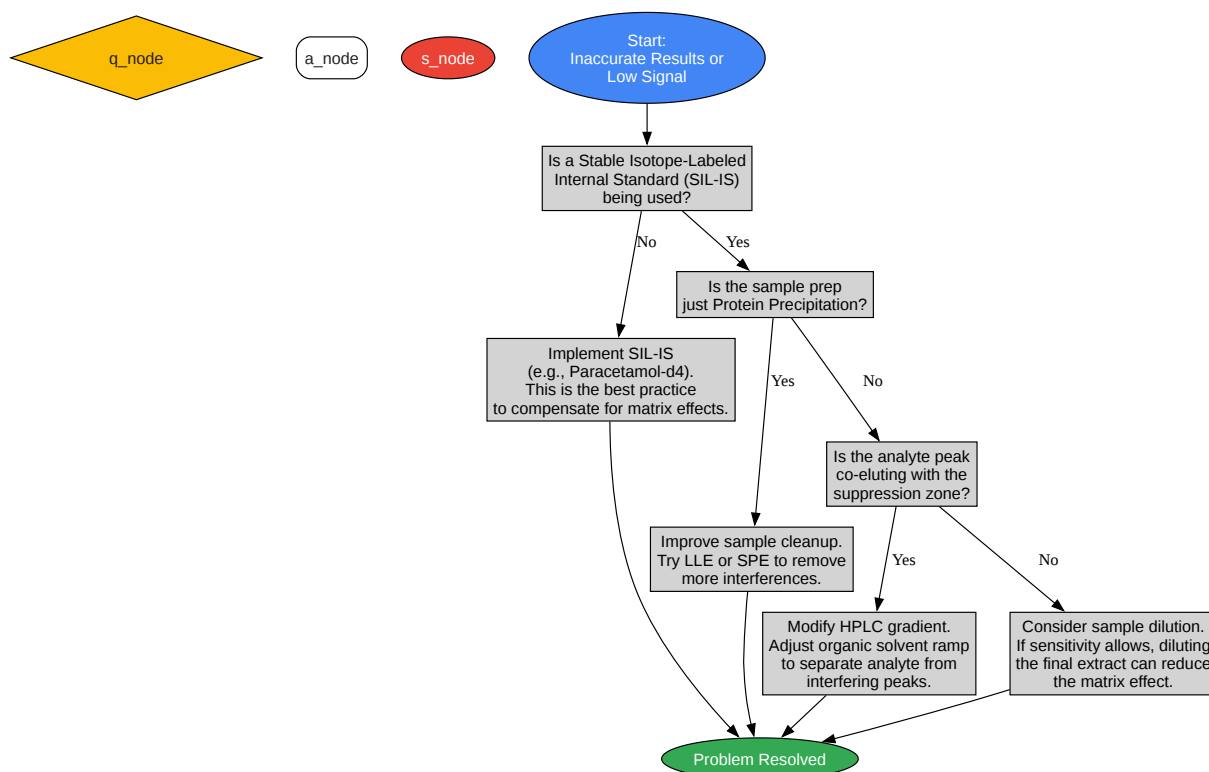 q_node
a_node
s_node
Start:
Inaccurate Results or
Low Signal
Is a Stable Isotope-Labeled
Internal Standard (SIL-IS)
being used?
No
Yes
Is the sample prep
just Protein Precipitation?
Implement SIL-IS
(e.g., Paracetamol-d4).
This is the best practice
to compensate for matrix effects.
Yes
No
Is the analyte peak
co-eluting with the
suppression zone?
Improve sample cleanup.
Try LLE or SPE to remove
more interferences.
Yes
No
Modify HPLC gradient.
Adjust organic solvent ramp
to separate analyte from
interfering peaks.
Consider sample dilution.
If sensitivity allows, diluting
the final extract can reduce
the matrix effect.
Problem Resolved